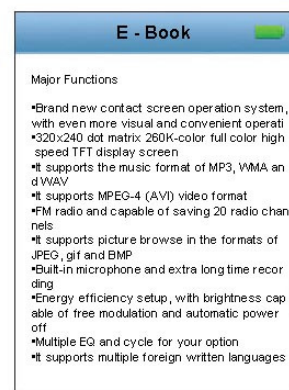 E - Book
Major Functions
•Brand new contact screen operation system,
with even more visual and convenient operati
•320x240 dot matrix 260K-color full color high
speed TFT display screen
•It supports the music format of MP3, WMA an
d WAV
•It supports MPEG-4 (AVI) video format
•FM radio and capable of saving 20 radio chan
nels
•It supports picture browse in the formats of
JPEG, gif and BMP
•Built-in microphone and extra long time recor
ding
•Energy efficiency setup, with brightness cap
able of free modulation and automatic power
off
•Multiple EQ and cycle for your option
•It supports multiple foreign written languages